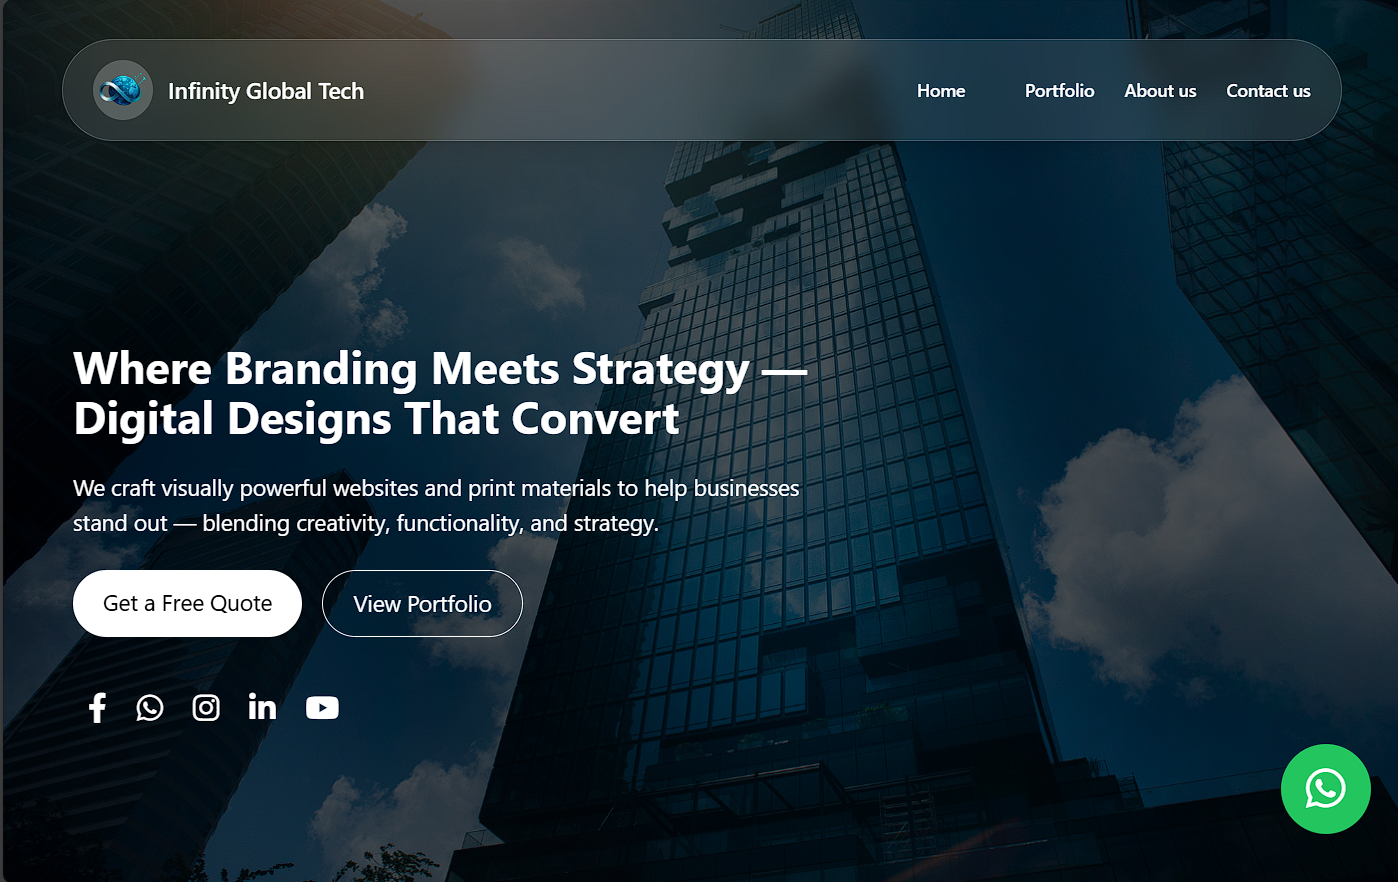 Infinity Global Tech
Home Portfolio About us Contact us
Where Branding Meets Strategy —
Digital Designs That Convert
We craft visually powerful websites and print materials to help businesses
stand out — blending creativity, functionality, and strategy.
Get a Free Quote View Portfolio